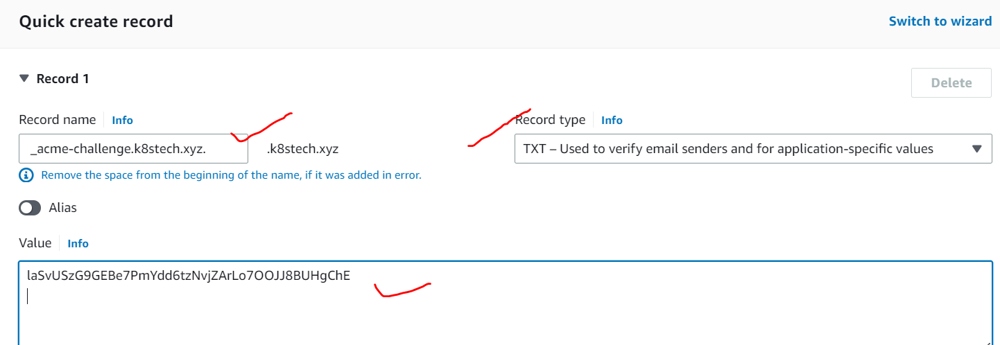 Quick create record
Switch to wizard
Record 1
Delete
Record name
Info
Record type
Info
_acme-challenge.k8stech.xyz.
.k8stech.xyz
TXT – Used to verify email senders and for application-specific values
Remove the space from the beginning of the name, if it was added in error.
Alias
Value
Info
laSvUSzG9GEBe7PmYdd6tzNvjZArLo7OOJJ8BUHgChE